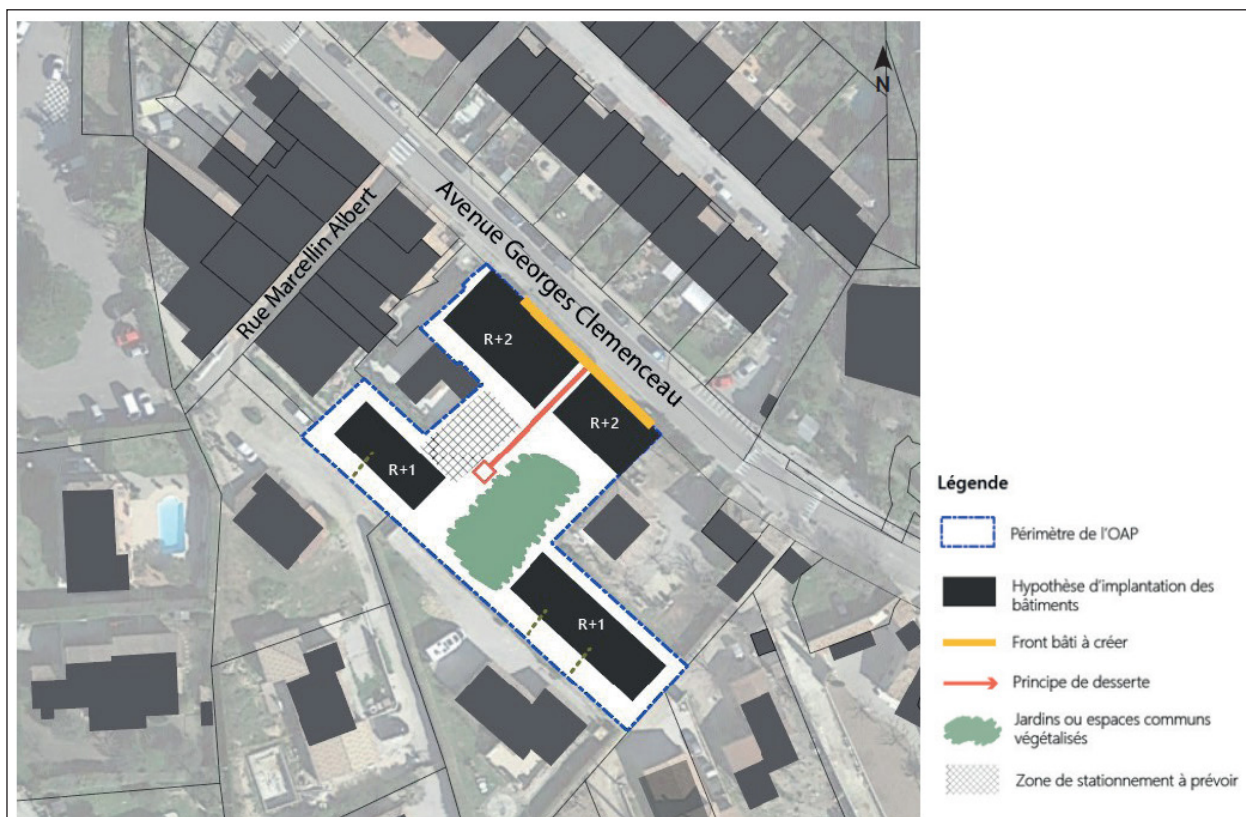 N
Avenue Georges Clemenceau
Rue Marcellin Albert
R+2
R+2
R+1
R+1
Légende
Périmètre de l'OAP
Hypothèse d'implantation des
bâtiments
Front bâti à créer
Principe de desserte
Jardins ou espaces communs
végétalisés
Zone de stationnement à prévoir